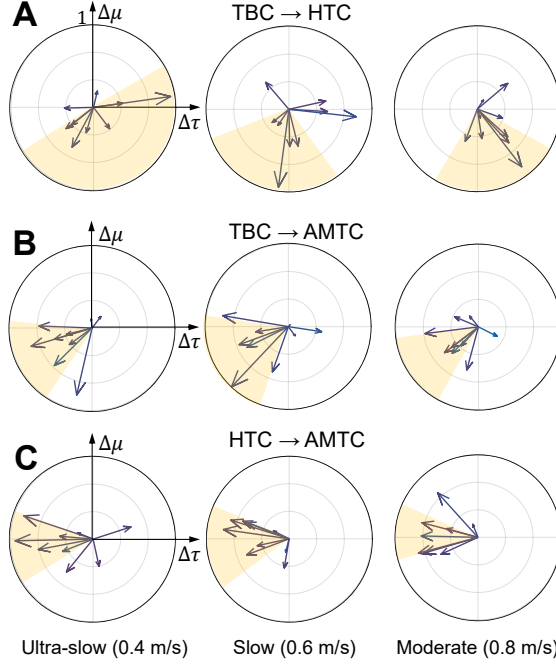 A
1
Δμ
TBC → HTC
Δτ
B
Δμ
TBC → AMTC
Δτ
C
Δμ
HTC → AMTC
Δτ
Ultra-slow (0.4 m/s) Slow (0.6 m/s) Moderate (0.8 m/s)